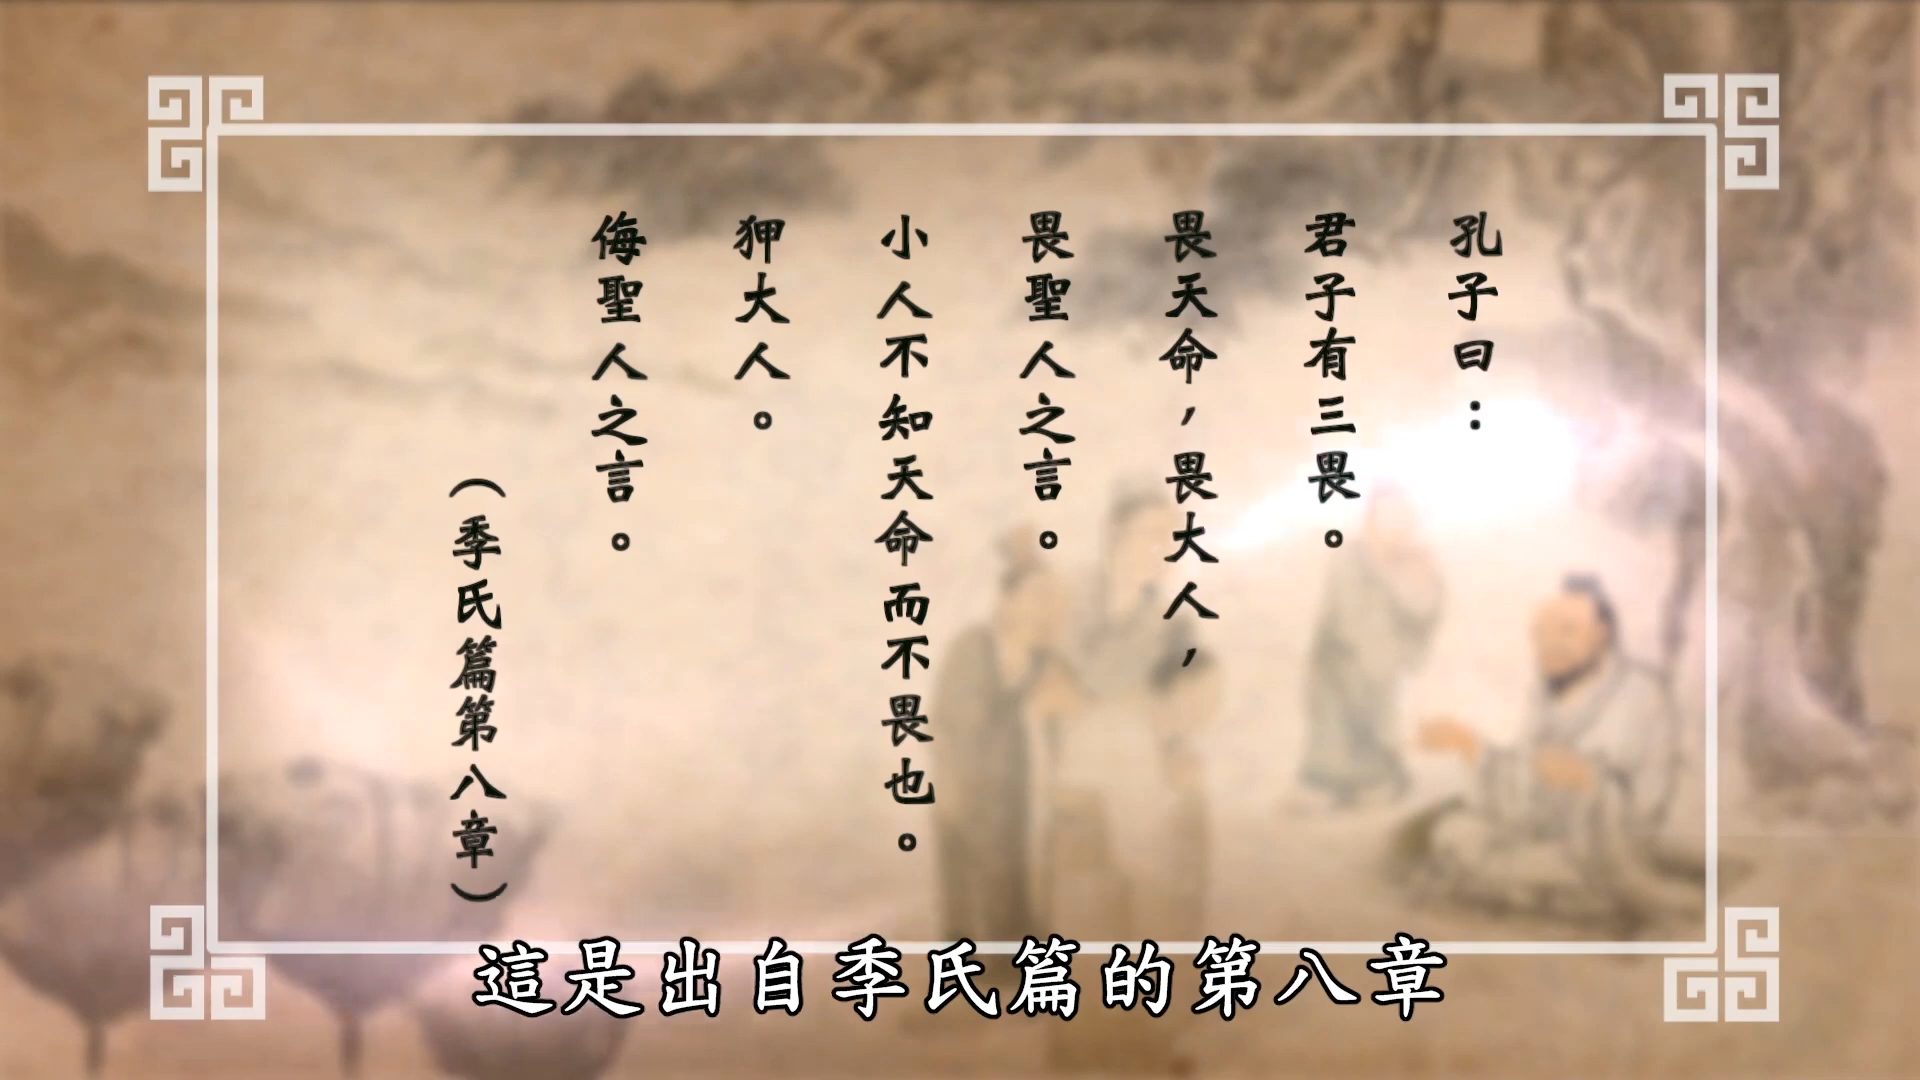 孔子曰：
君子有三畏。
畏天命，畏大人，
畏聖人之言。
小人不知天命而不畏也。
狎大人。
侮聖人之言。
（季氏篇第八章）
這是出自季氏篇的第八章